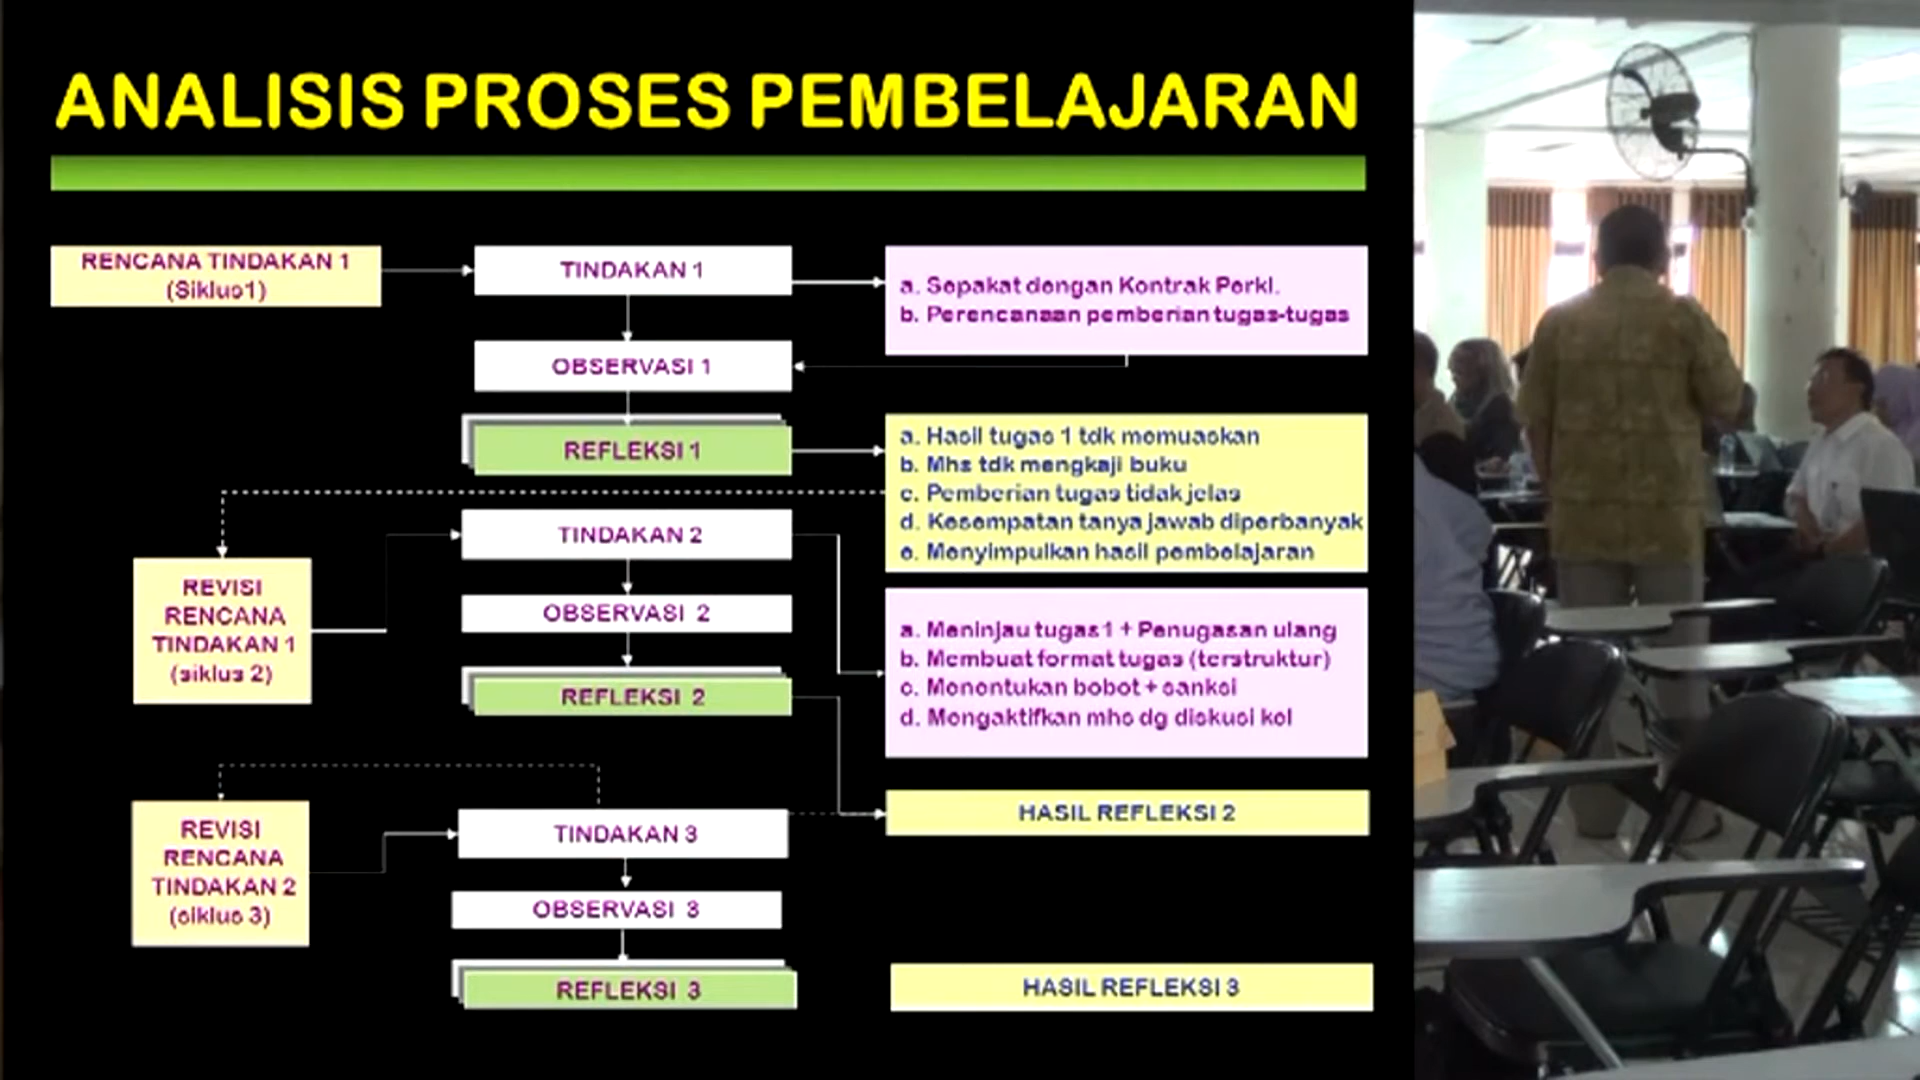 ANALISIS PROSES PEMBELAJARAN
RENCANA TINDAKAN 1
(Siklus1)
TINDAKAN 1
a. Sepakat dengan Kontrak Perkl.
b. Perencanaan pemberian tugas-tugas
OBSERVASI 1
REFLEKSI 1
a. Hasil tugas 1 tdk memuaskan
b. Mhs tdk mengkaji buku
c. Pemberian tugas tidak jelas
d. Kesempatan tanya jawab diperbanyak
e. Menyimpulkan hasil pembelajaran
REVISI
RENCANA
TINDAKAN 1
(siklus 2)
TINDAKAN 2
OBSERVASI 2
REFLEKSI 2
a. Meninjau tugas1 + Penugasan ulang
b. Membuat format tugas (terstruktur)
c. Menentukan bobot + sanksi
d. Mengaktifkan mhs dg diskusi kel
HASIL REFLEKSI 2
REVISI
RENCANA
TINDAKAN 2
(siklus 3)
TINDAKAN 3
OBSERVASI 3
REFLEKSI 3
HASIL REFLEKSI 3